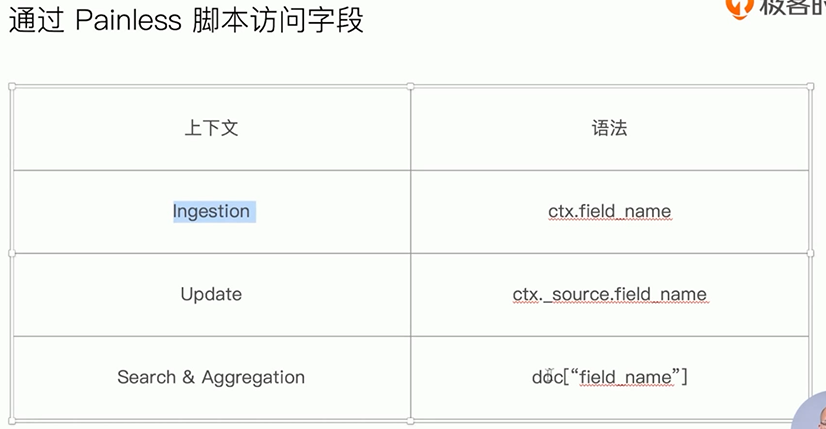 通过 Painless 脚本访问字段
极客
上下文 语法
Ingestion ctx.field_name
Update ctx._source.field_name
Search & Aggregation doc[“field_name”]